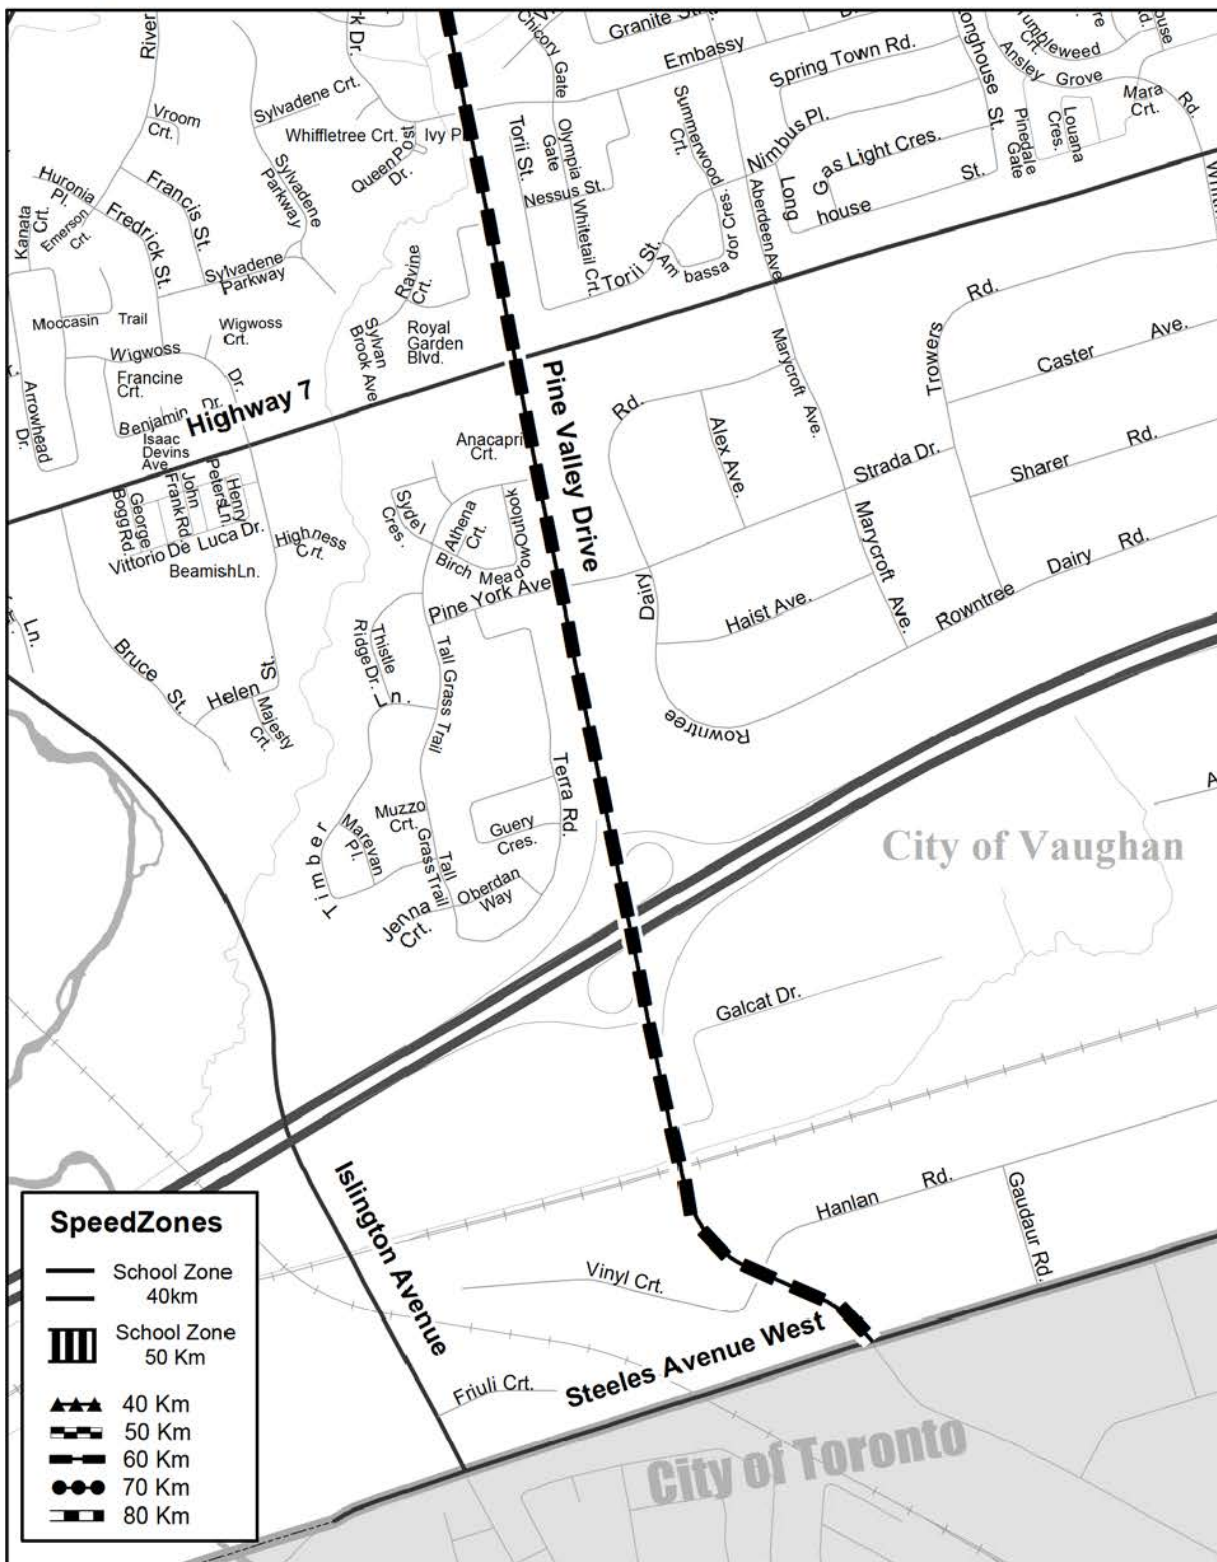 River
k Dr.
Chicory Gate
Granite St.
Embassy
Spring Town Rd.
Longhouse St.
Tumbleweed
Crt.
Ansley Grove Rd.
Vroom
Crt.
Sylvadene Crt.
Whiffletree Crt.
Ivy P
Queen Post
Dr.
Torii St.
Olympia
Gate
Summerwood
Crt.
Nimbus Pl.
Gas Light Cres.
Pinedale
Gate
Louana
Cres.
Mara
Crt.
Huronia
Pl.
Kanata
Crt.
Emerson
Crt.
Francis St.
Fredrick St.
Sylvadene
Parkway
Nessus St.
Whitetail Crt.
Long
house
St.
Aberdeen Ave.
Sylvadene
Parkway
Ravine
Crt.
Torii St.
Am bassa dor Cres.
Moccasin Trail
Wigwoss
Crt.
Sylvan
Brook Ave
Royal
Garden
Blvd.
Trowers
Rd.
Caster Ave.
Wigwoss
Dr.
Francine
Crt.
Arrowhead
Dr.
Benjamin Dr.
Highway 7
Pine Valley Drive
Marycroft Ave.
Isaac
Devins
Ave.
Anacapri
Crt.
Rd.
Alex Ave.
Strada Dr.
Sharer Rd.
George
Bogg Rd.
Frank Rd.
John
Peters
Ln.
Henry
Vittorio De Luca Dr.
Beamish Ln.
Highness
Crt.
Sydel
Cres.
Athena
Crt.
Birch Mead
Outlook
Pine York Ave
Dairy
Haist Ave.
Marycroft Ave.
Rowntree
Dairy Rd.
Ln.
Bruce St.
Helen
St.
Majesty
Crt.
Thistle
Ridge Dr.
Ln.
Tall Grass Trail
Rowntree
Terra Rd.
Timber
Marevan
Pl.
Muzzo
Crt.
Guery
Cres.
Tall
Grass Trail
Oberdan
Way
Jenna
Crt.
City of Vaughan
Galcat Dr.
Islington Avenue
Hanlan Rd.
Gaudaur Rd.
Vinyl Crt.
Steeles Avenue West
Friuli Crt.
City of Toronto
SpeedZones
School Zone
40km
School Zone
50 Km
40 Km
50 Km
60 Km
70 Km
80 Km